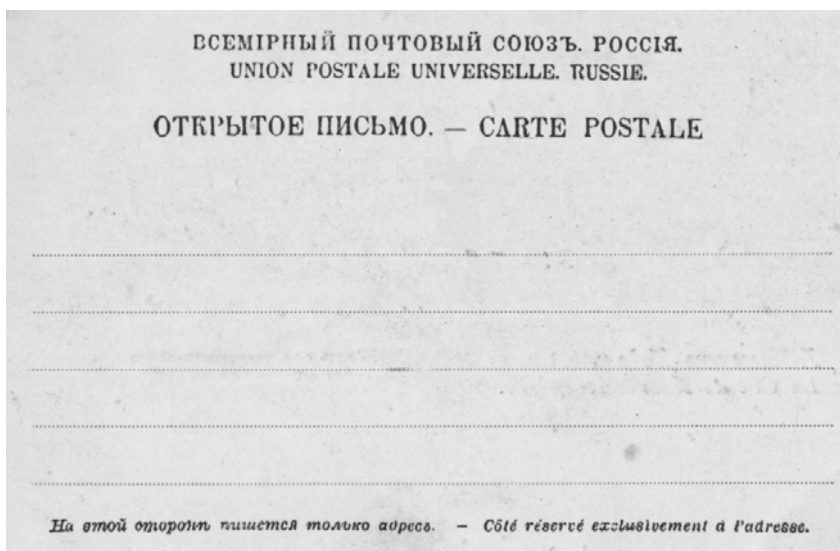 ВСЕМІРНЫЙ ПОЧТОВЫЙ СОЮЗЪ. РОССІЯ.
UNION POSTALE UNIVERSELLE. RUSSIE.
ОТКРЫТОЕ ПИСЬМО. — CARTE POSTALE
На этой сторонѣ пишется только адресъ. — Côté réservé exclusivement à l'adresse.